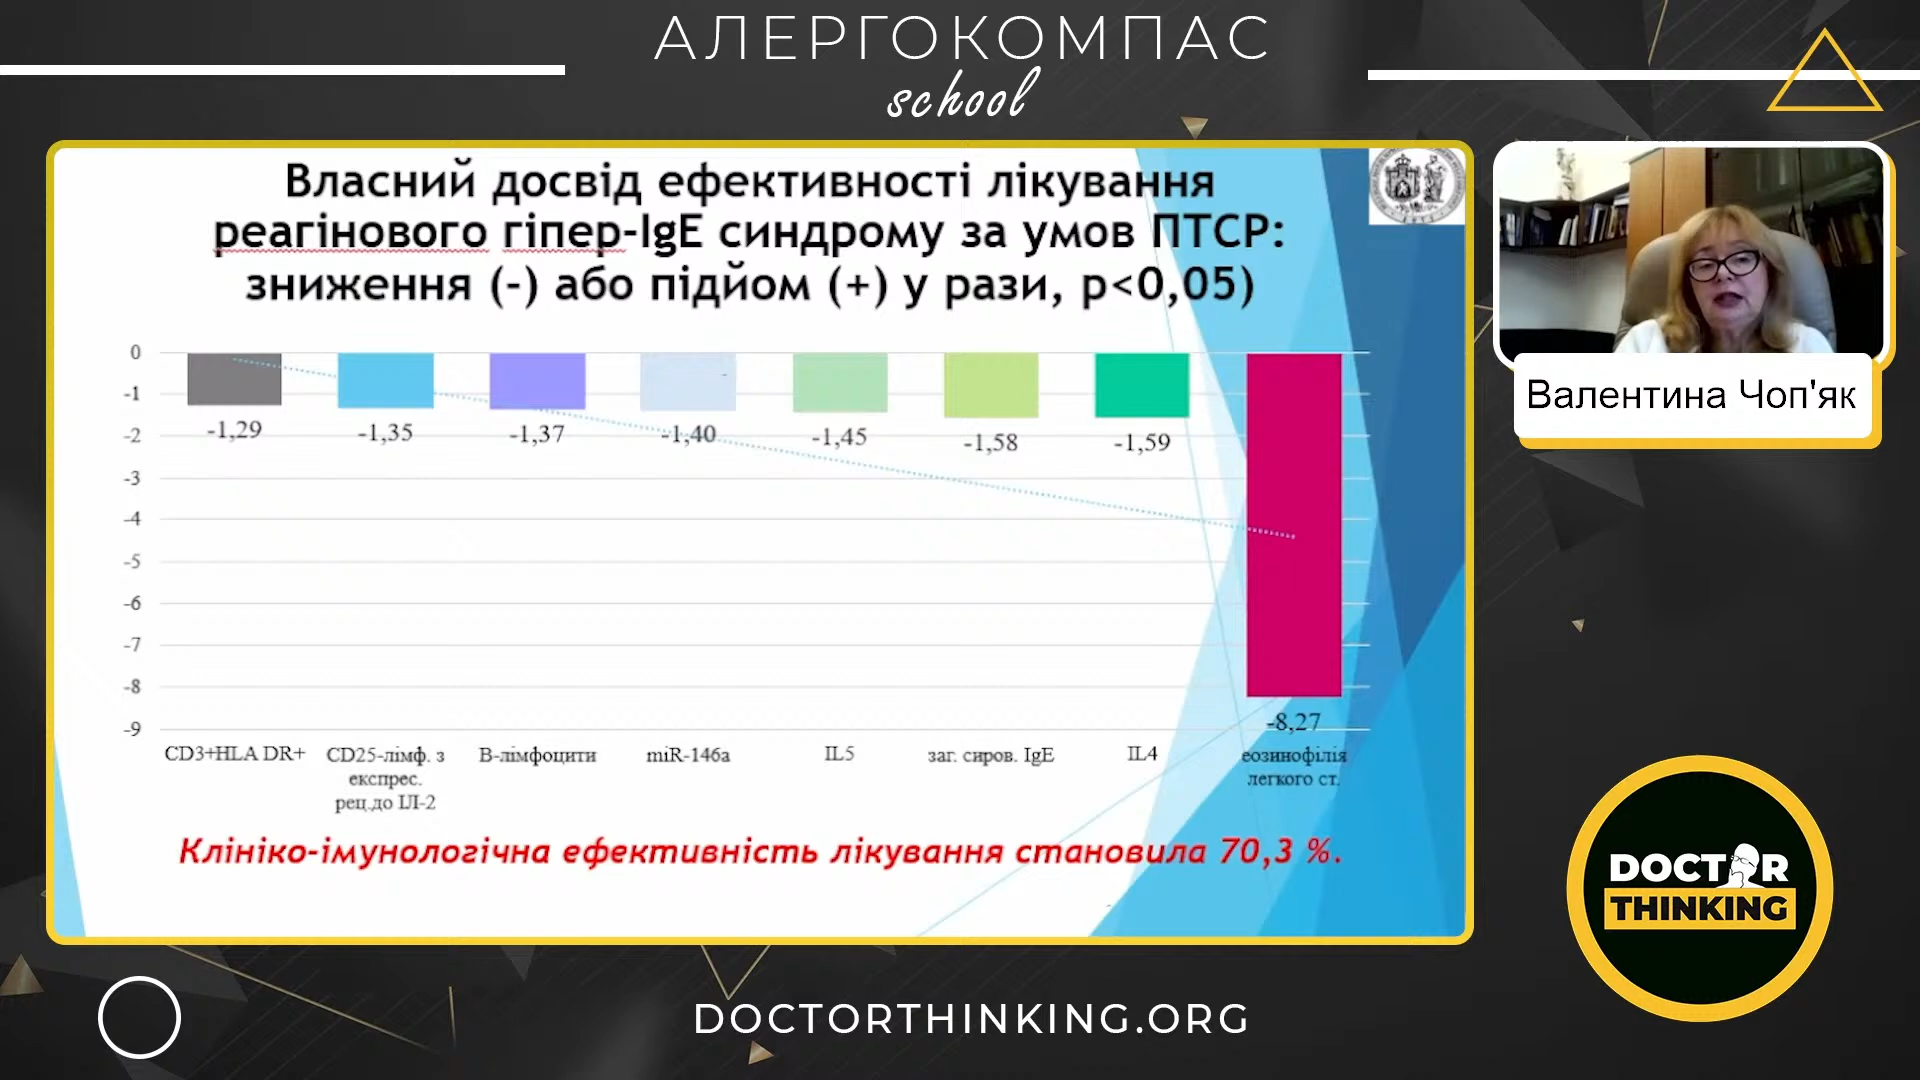 АЛЕРГОКОМПАС
school
Власний досвід ефективності лікування
реагінового гіпер-IgE синдрому за умов ПТСР:
зниження (-) або підйом (+) у рази, p<0,05)
0
-1
-2
-3
-4
-5
-6
-7
-8
-9
-1,29
-1,35
-1,37
-1,40
-1,45
-1,58
-1,59
-8,27
CD3+HLA DR+
CD25-лімф. з
експрес.
рец.до ІЛ-2
В-лімфоцити
miR-146a
IL5
заг. сиров. IgE
IL4
еозинофілія
легкого ст.
Клініко-імунологічна ефективність лікування становила 70,3 %.
Валентина Чоп'як
DOCTOR
THINKING
DOCTORTHINKING.ORG